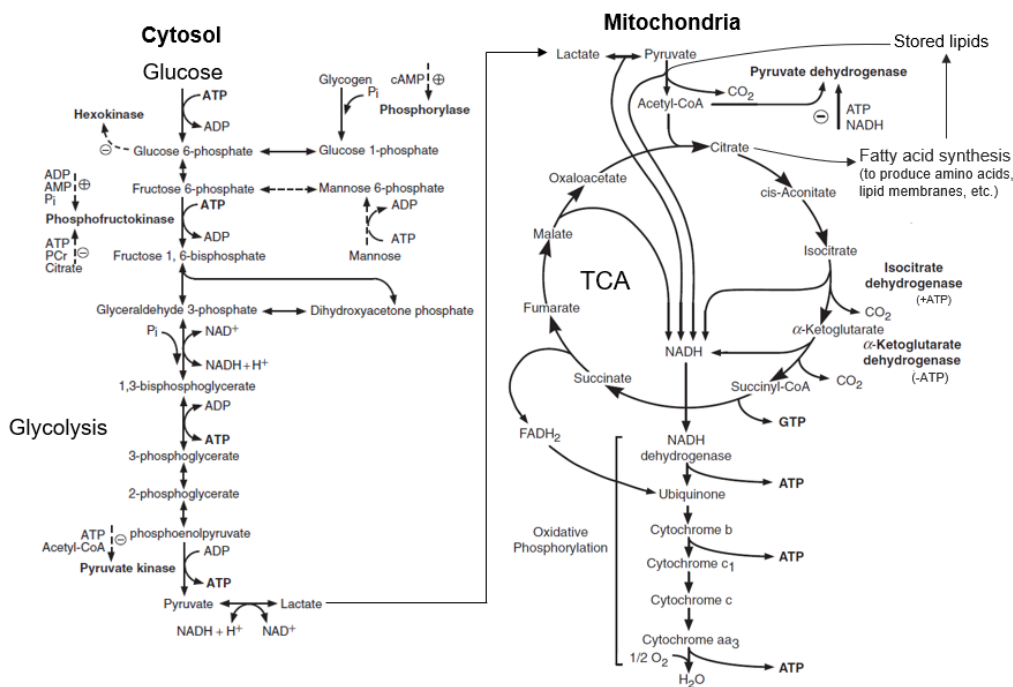 Cytosol
Glucose
ATP
ADP
Hexokinase
⊖
Glucose 6-phosphate
Glycogen
Pi
cAMP ⊕
Phosphorylase
Glucose 1-phosphate
ADP
AMP ⊕
Pi
Phosphofructokinase
ATP
PCr ⊖
Citrate
Fructose 6-phosphate
ATP
ADP
Mannose 6-phosphate
ADP
ATP
Mannose
Fructose 1, 6-bisphosphate
Glyceraldehyde 3-phosphate
Dihydroxyacetone phosphate
Pi
NAD+
NADH + H+
1,3-bisphosphoglycerate
ADP
ATP
Glycolysis
3-phosphoglycerate
2-phosphoglycerate
phosphoenolpyruvate
ATP ⊖
Acetyl-CoA
Pyruvate kinase
ADP
ATP
Pyruvate
Lactate
NADH + H+
NAD+
Mitochondria
Lactate
Pyruvate
Stored lipids
CO2
Acetyl-CoA
Pyruvate dehydrogenase
⊖
ATP
NADH
Citrate
Fatty acid synthesis
(to produce amino acids,
lipid membranes, etc.)
Oxaloacetate
cis-Aconitate
Malate
Isocitrate
Isocitrate
dehydrogenase
(+ATP)
TCA
Fumarate
CO2
α-Ketoglutarate
α-Ketoglutarate
dehydrogenase
(-ATP)
NADH
Succinate
Succinyl-CoA
CO2
GTP
FADH2
NADH
dehydrogenase
ATP
Ubiquinone
Oxidative
Phosphorylation
Cytochrome b
ATP
Cytochrome c1
Cytochrome c
Cytochrome aa3
1/2 O2
ATP
H2O